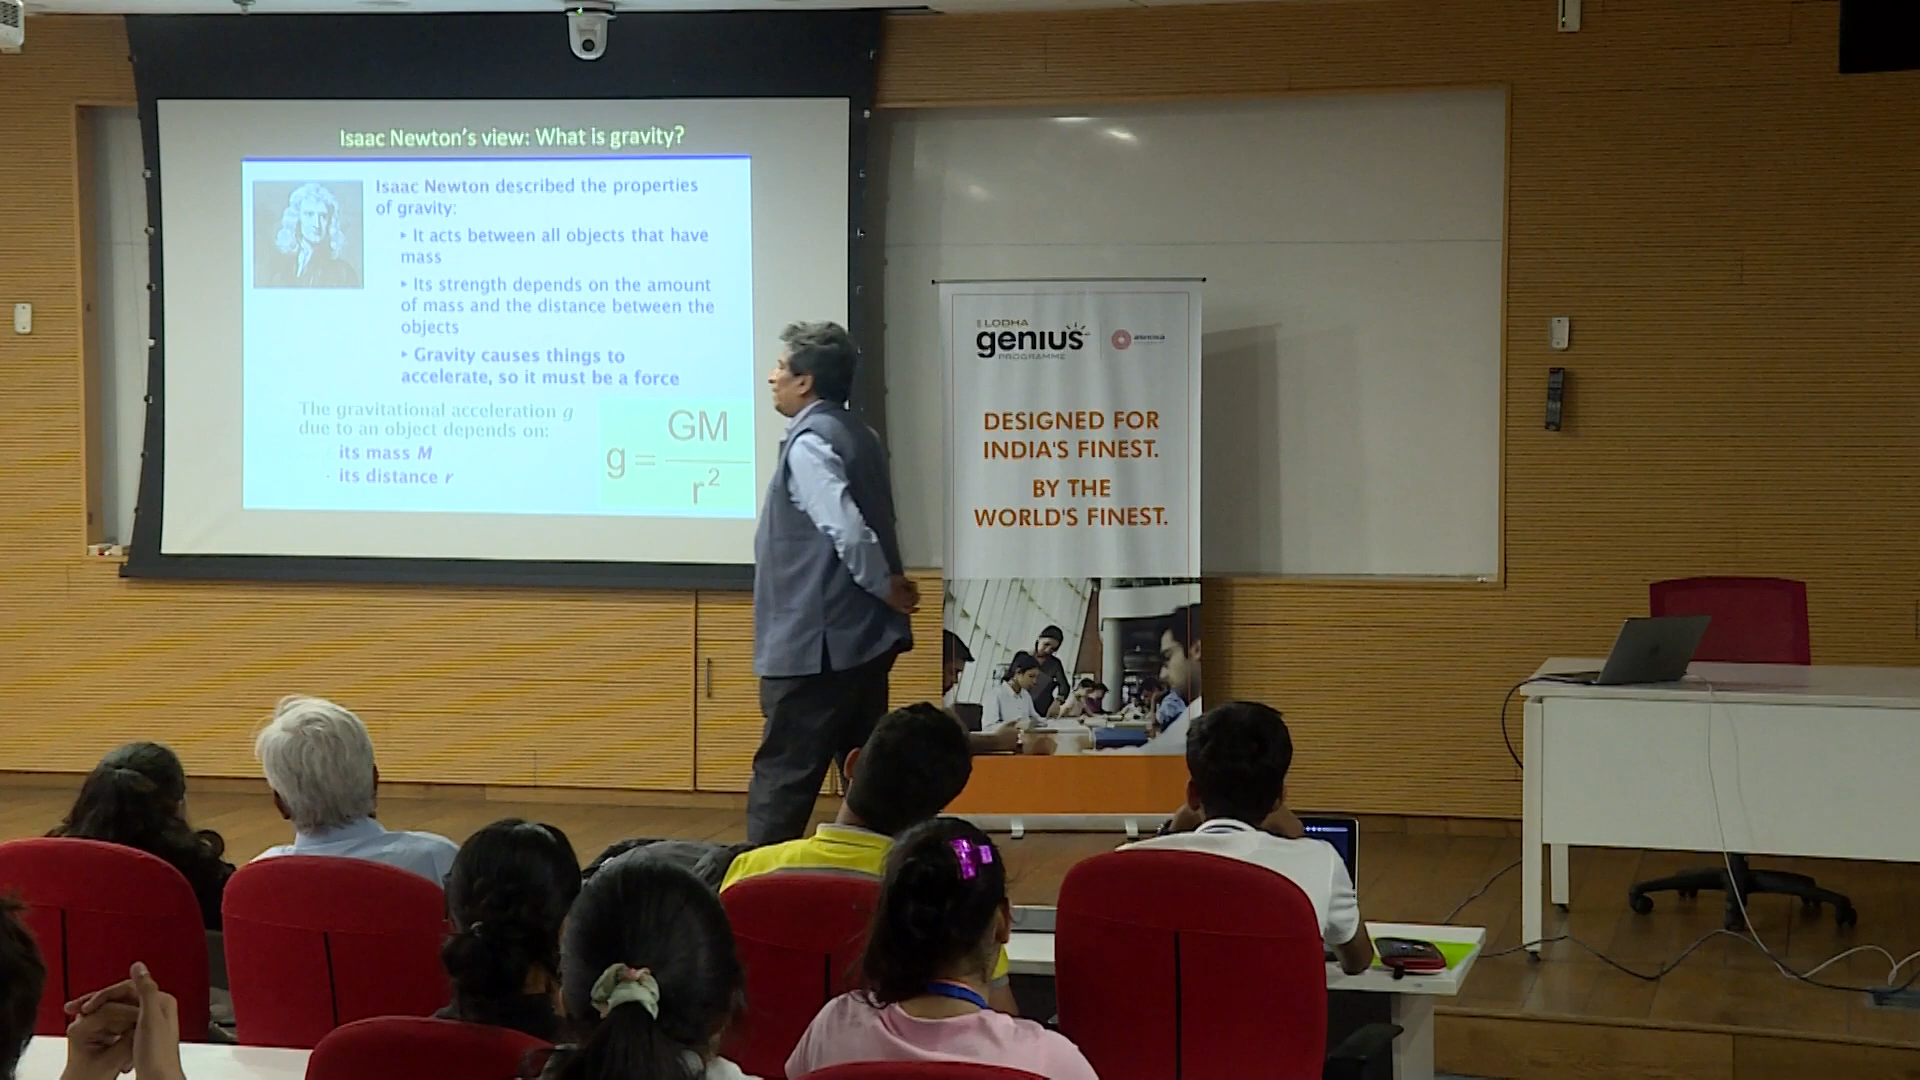 Isaac Newton's view: What is gravity?
Isaac Newton described the properties
of gravity:
‣ It acts between all objects that have
mass
‣ Its strength depends on the amount
of mass and the distance between the
objects
‣ Gravity causes things to
accelerate, so it must be a force
The gravitational acceleration g
due to an object depends on:
- its mass M
- its distance r
g = GM
r²
LODHA
genius
PROGRAMME
DESIGNED FOR
INDIA'S FINEST.
BY THE
WORLD'S FINEST.